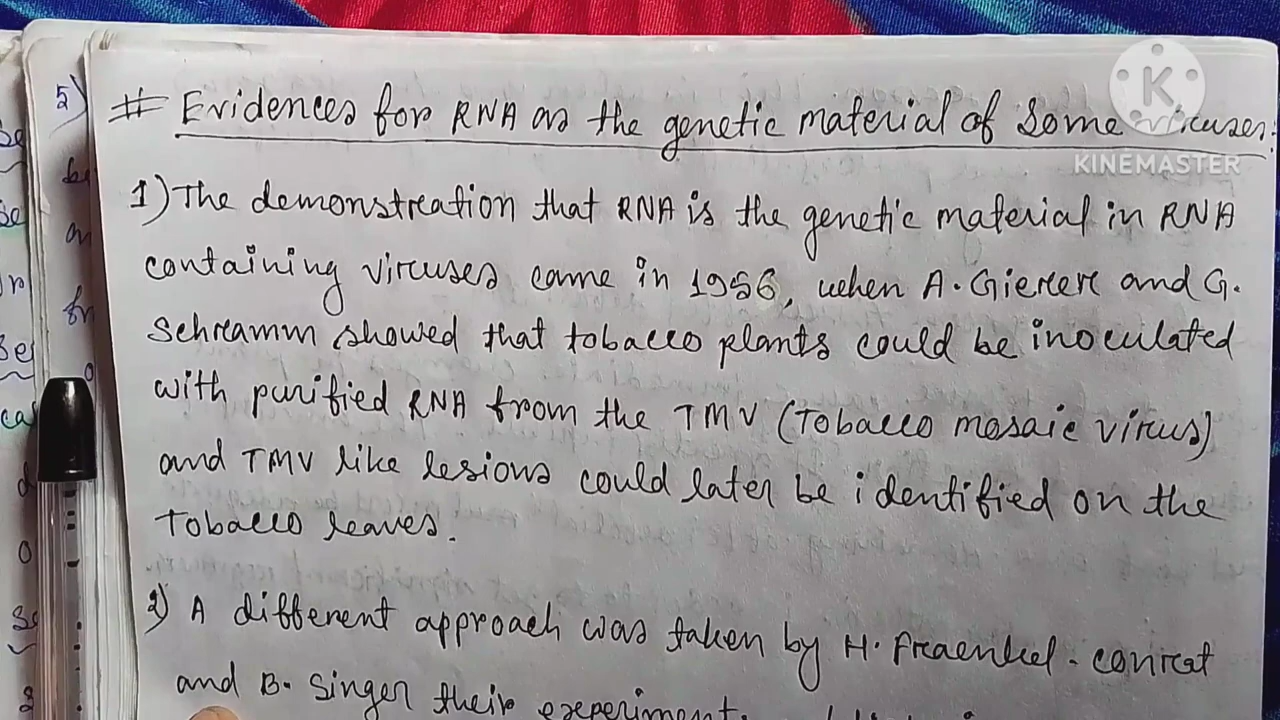 5)
# Evidences for RNA as the genetic material of Some viruses:
KINEMASTER
1) The demonstration that RNA is the genetic material in RNA
containing viruses came in 1956, when A. Gierer and G.
Schramm showed that tobacco plants could be inoculated
with purified RNA from the TMV (Tobacco mosaic virus)
and TMV like lesions could later be identified on the
Tobacco leaves.
2) A different approach was taken by H. Fraenkel-conrat
and B. Singer their experiment